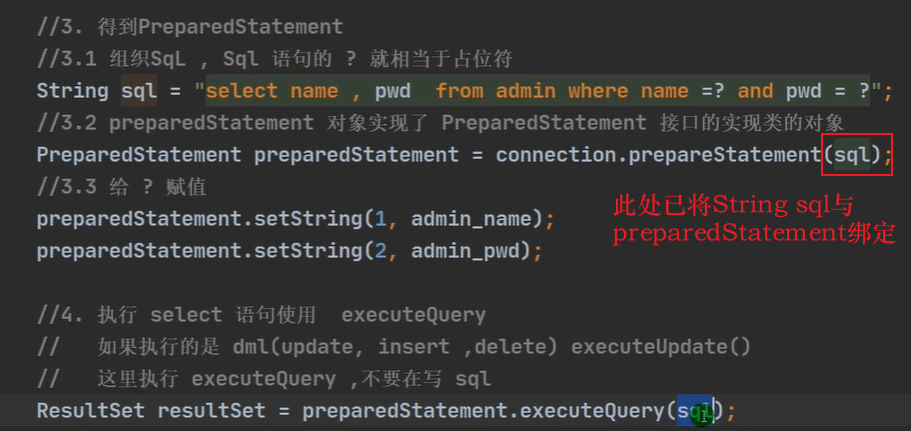 //3. 得到PreparedStatement
//3.1 组织SqL , Sql 语句的 ? 就相当于占位符
String sql = "select name , pwd  from admin where name =? and pwd = ?";
//3.2 preparedStatement 对象实现了 PreparedStatement 接口的实现类的对象
PreparedStatement preparedStatement = connection.prepareStatement(sql);
//3.3 给 ? 赋值
此处已将String sql与
preparedStatement.setString(1, admin_name);
preparedStatement绑定
preparedStatement.setString(2, admin_pwd);
//4. 执行 select 语句使用  executeQuery
//   如果执行的是 dml(update, insert ,delete) executeUpdate()
//   这里执行 executeQuery ,不要在写 sql
ResultSet resultSet = preparedStatement.executeQuery(sql);